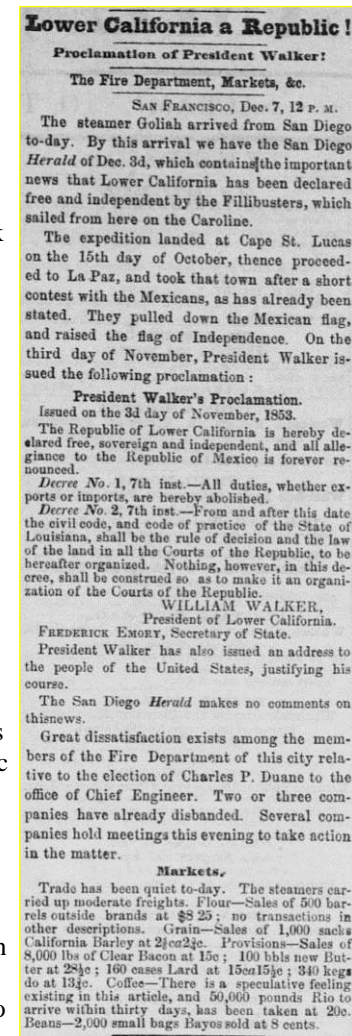 Lower California a Republic!
Proclamation of President Walker!
The Fire Department, Markets, &c.
SAN FRANCISCO, Dec. 7, 12 P. M.
The steamer Goliah arrived from San Diego
to-day. By this arrival we have the San Diego
Herald of Dec. 3d, which contains the important
news that Lower California has been declared
free and independent by the Fillibusters, which
sailed from here on the Caroline.
The expedition landed at Cape St. Lucas
on the 15th day of October, thence proceed-
ed to La Paz, and took that town after a short
contest with the Mexicans, as has already been
stated. They pulled down the Mexican flag,
and raised the flag of Independence. On the
third day of November, President Walker is-
sued the following proclamation :
President Walker's Proclamation.
Issued on the 3d day of November, 1853.
The Republic of Lower California is hereby de-
clared free, sovereign and independent, and all alle-
giance to the Republic of Mexico is forever re-
nounced.
Decree No. 1, 7th inst.—All duties, whether ex-
ports or imports, are hereby abolished.
Decree No. 2, 7th inst.—From and after this date
the civil code, and code of practice of the State of
Louisiana, shall be the rule of decision and the law
of the land in all the Courts of the Republic, to be
hereafter organized. Nothing, however, in this de-
cree, shall be construed so as to make it an organi-
zation of the Courts of the Republic.
WILLIAM WALKER,
President of Lower California.
FREDERICK EMORY, Secretary of State.
President Walker has also issued an address to
the people of the United States, justifying his
course.
The San Diego Herald makes no comments on
thisnews.
Great dissatisfaction exists among the mem-
bers of the Fire Department of this city rela-
tive to the election of Charles P. Duane to the
office of Chief Engineer. Two or three com-
panies have already disbanded. Several com-
panies hold meetings this evening to take action
in the matter.
Markets.
Trade has been quiet to-day. The steamers car-
ried up moderate freights. Flour—Sales of 500 bar-
rels outside brands at $8 25 ; no transactions in
other descriptions. Grain—Sales of 1,000 sacks
California Barley at 2½ca2¾c. Provisions—Sales of
8,000 lbs of Clear Bacon at 15c ; 100 bbls new But-
ter at 28½c ; 160 cases Lard at 15ca15½c ; 340 kegs
do at 13¾c. Coffee—There is a speculative feeling
existing in this article, and 50,000 pounds Rio to
arrive within thirty days, has been taken at 20c.
Beans—2,000 small bags Bayos sold at 8 cents.